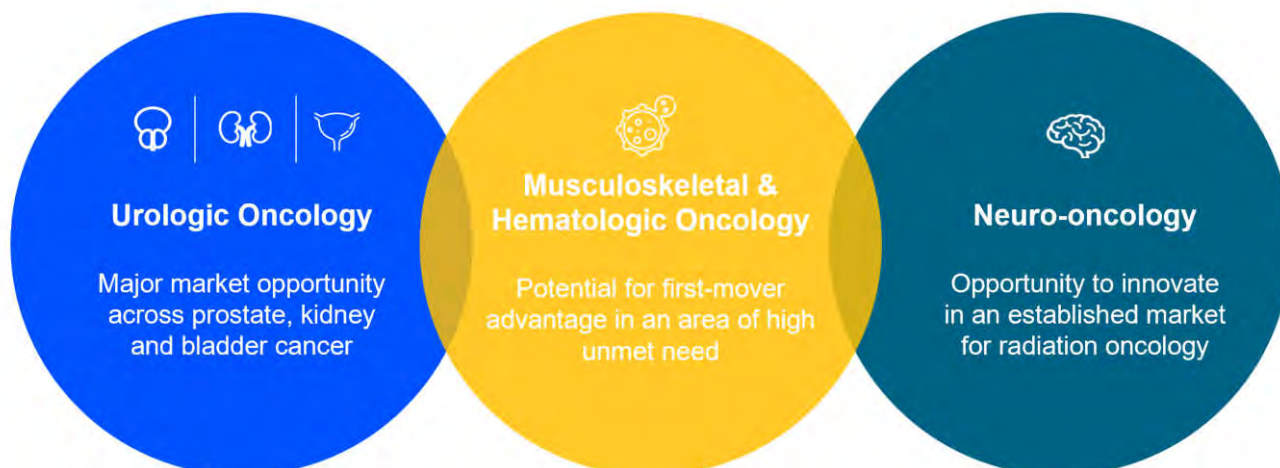 Urologic Oncology
Major market opportunity
across prostate, kidney
and bladder cancer
Musculoskeletal &
Hematologic Oncology
Potential for first-mover
advantage in an area of high
unmet need
Neuro-oncology
Opportunity to innovate
in an established market
for radiation oncology